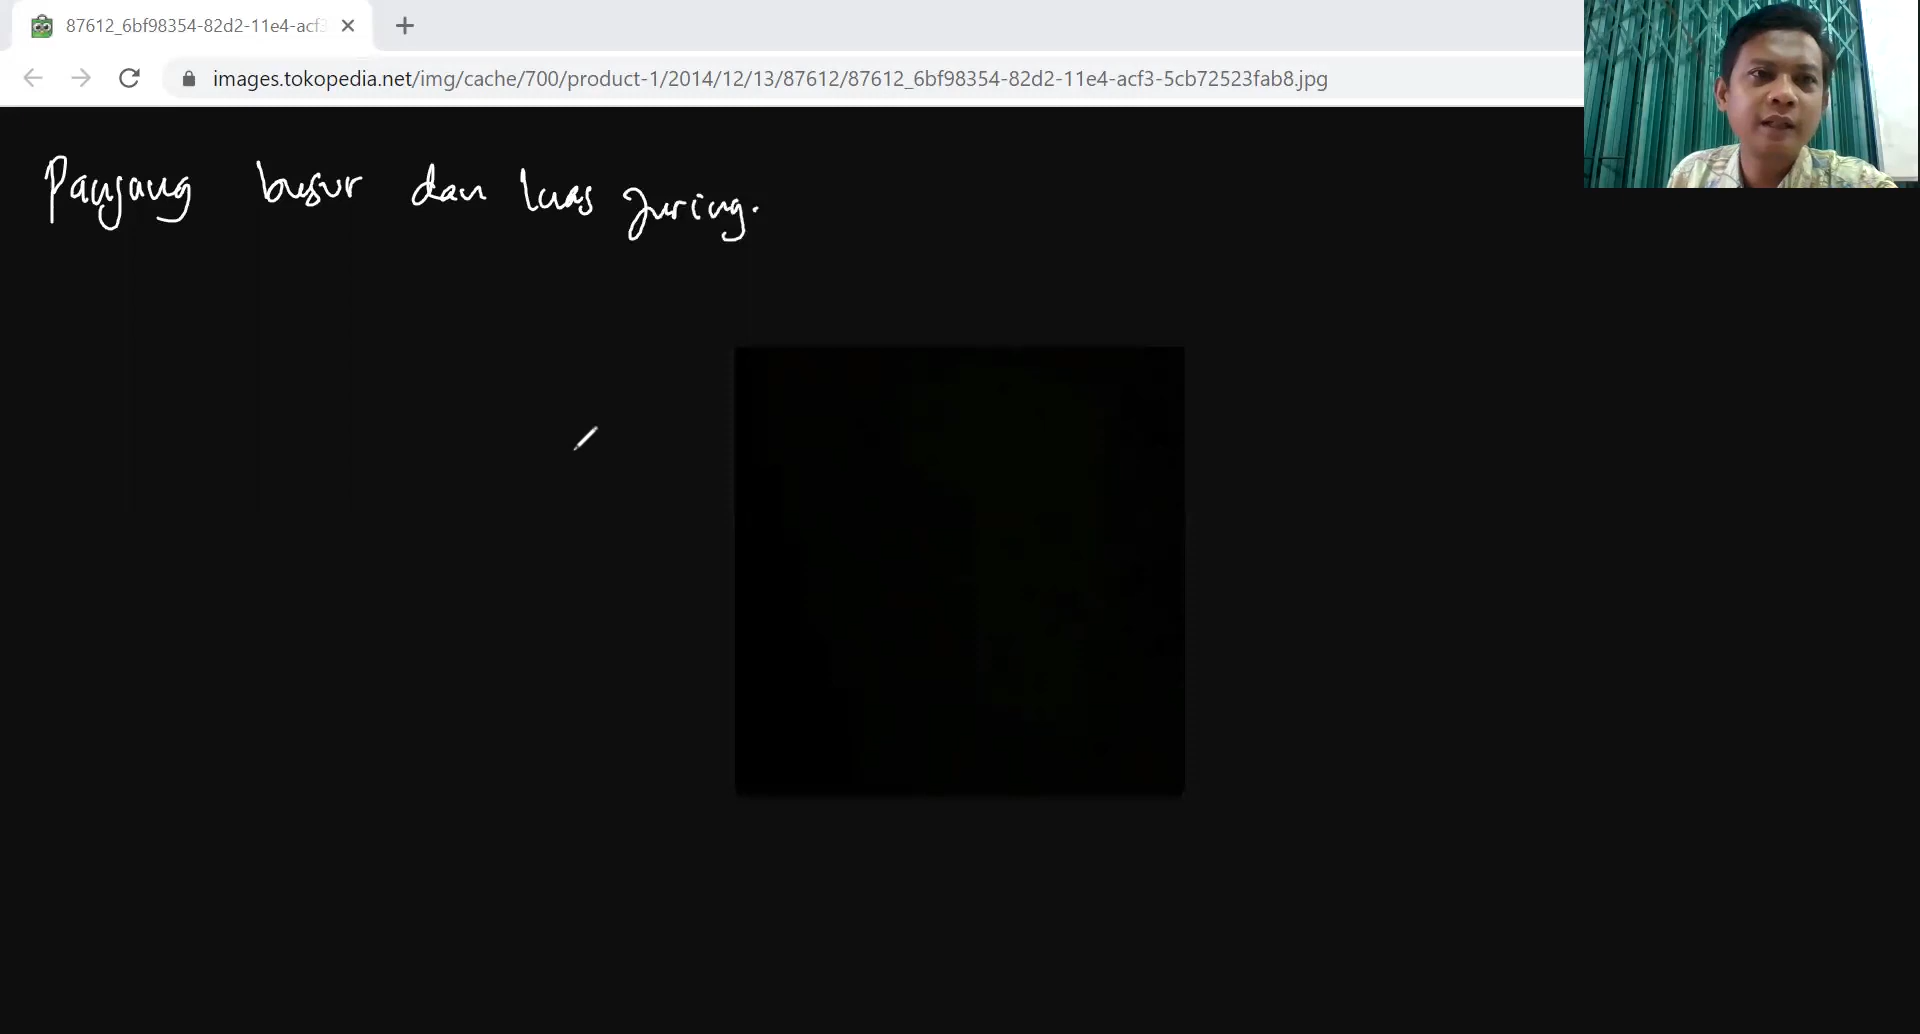 87612_6bf98354-82d2-11e4-acf3
images.tokopedia.net/img/cache/700/product-1/2014/12/13/87612/87612_6bf98354-82d2-11e4-acf3-5cb72523fab8.jpg
Panjang busur dan luas juring.